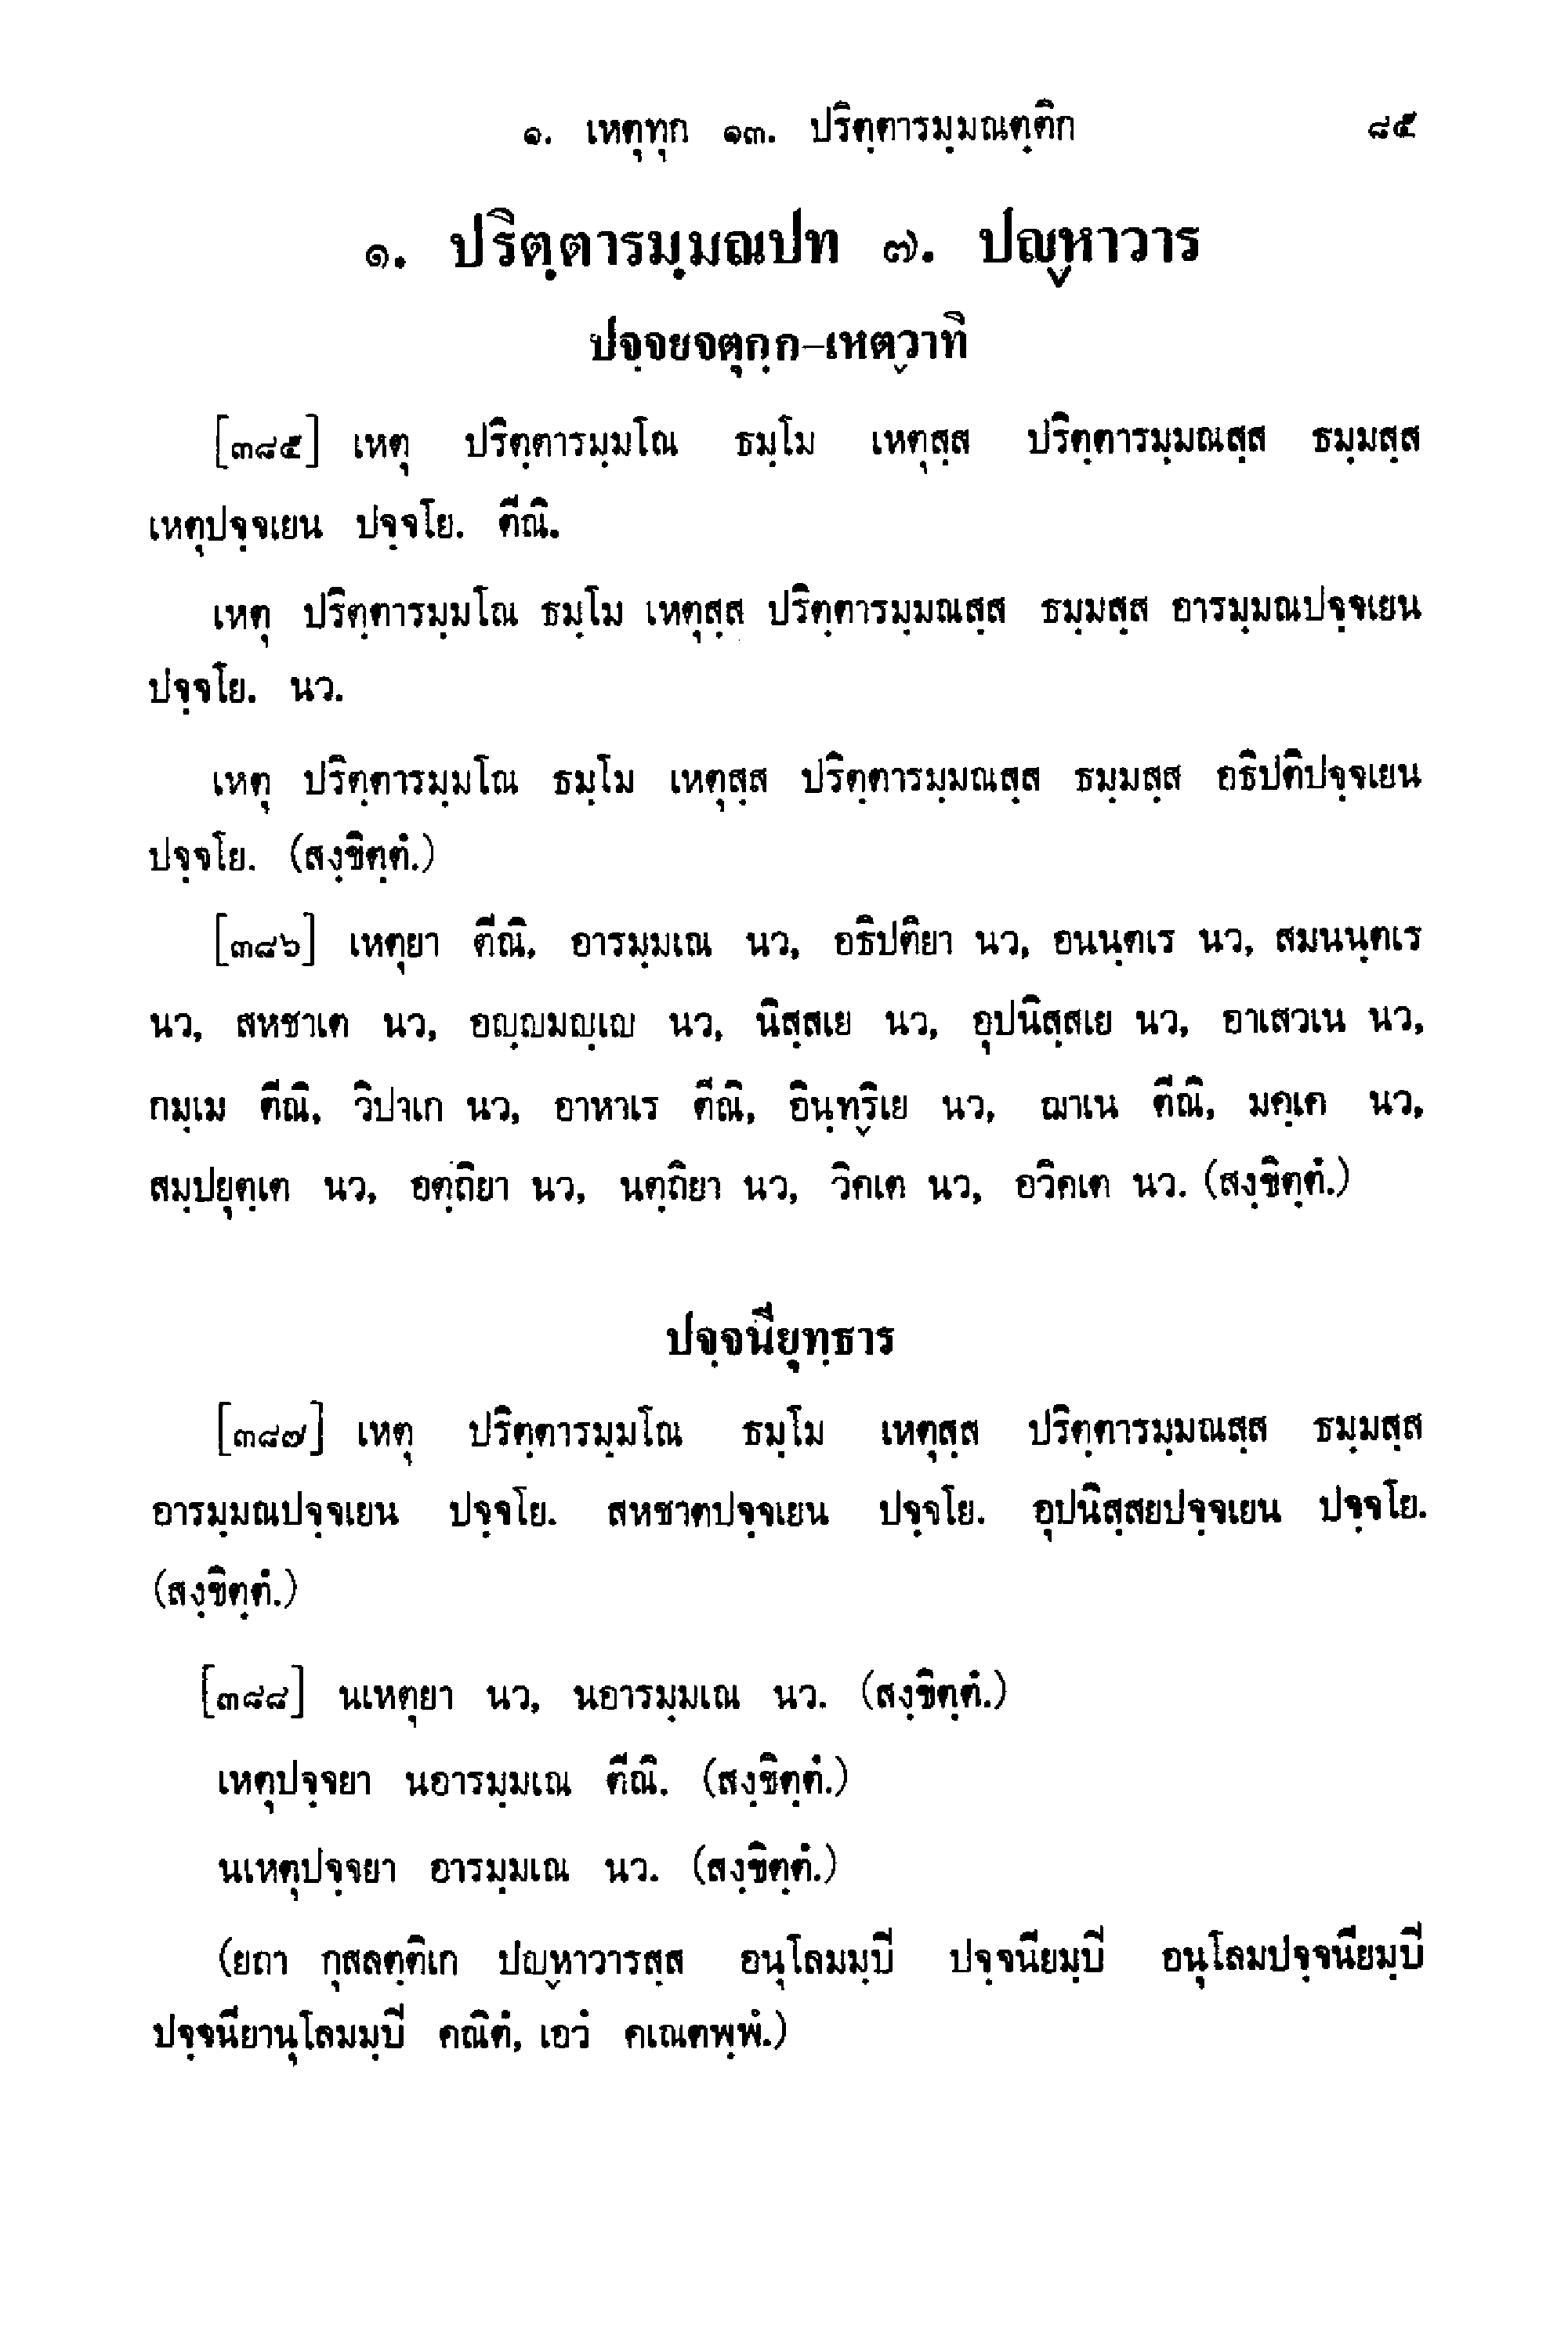 ๑. เหตุทุก ๑๓. ปริตฺตารมฺมณตฺติก ๘๕
๑. ปริตฺตารมฺมณปท ๗. ปญฺหาวาร
ปจฺจยจตุกฺก-เหตฺวาทิ
[๓๘๕] เหตุ ปริตฺตารมฺมโณ ธมฺโม เหตุสฺส ปริตฺตารมฺมณสฺส ธมฺมสฺส
เหตุปจฺจเยน ปจฺจโย. ตีณิ.
เหตุ ปริตฺตารมฺมโณ ธมฺโม เหตุสฺส ปริตฺตารมฺมณสฺส ธมฺมสฺส อารมฺมณปจฺจเยน
ปจฺจโย. นว.
เหตุ ปริตฺตารมฺมโณ ธมฺโม เหตุสฺส ปริตฺตารมฺมณสฺส ธมฺมสฺส อธิปติปจฺจเยน
ปจฺจโย. (สงฺขิตฺตํ.)
[๓๘๖] เหตุยา ตีณิ, อารมฺมเณ นว, อธิปติยา นว, อนนฺตเร นว, สมนนฺตเร
นว, สหชาเต นว, อญฺญมญฺเญ นว, นิสฺสเย นว, อุปนิสฺสเย นว, อาเสวเน นว,
กมฺเม ตีณิ, วิปาเก นว, อาหาเร ตีณิ, อินฺทฺริเย นว, ฌาเน ตีณิ, มคฺเค นว,
สมฺปยุตฺเต นว, อตฺถิยา นว, นตฺถิยา นว, วิคเต นว, อวิคเต นว. (สงฺขิตฺตํ.)
ปจฺจนียุทฺธาร
[๓๘๗] เหตุ ปริตฺตารมฺมโณ ธมฺโม เหตุสฺส ปริตฺตารมฺมณสฺส ธมฺมสฺส
อารมฺมณปจฺจเยน ปจฺจโย. สหชาตปจฺจเยน ปจฺจโย. อุปนิสฺสยปจฺจเยน ปจฺจโย.
(สงฺขิตฺตํ.)
[๓๘๘] นเหตุยา นว, นอารมฺมเณ นว. (สงฺขิตฺตํ.)
เหตุปจฺจยา นอารมฺมเณ ตีณิ. (สงฺขิตฺตํ.)
นเหตุปจฺจยา อารมฺมเณ นว. (สงฺขิตฺตํ.)
(ยถา กุสลตฺติเก ปญฺหาวารสฺส อนุโลมมฺปิ ปจฺจนียมฺปิ อนุโลมปจฺจนียมฺปิ
ปจฺจนียานุโลมมฺปิ คณิตํ, เอวํ คเณตพฺพํ.)